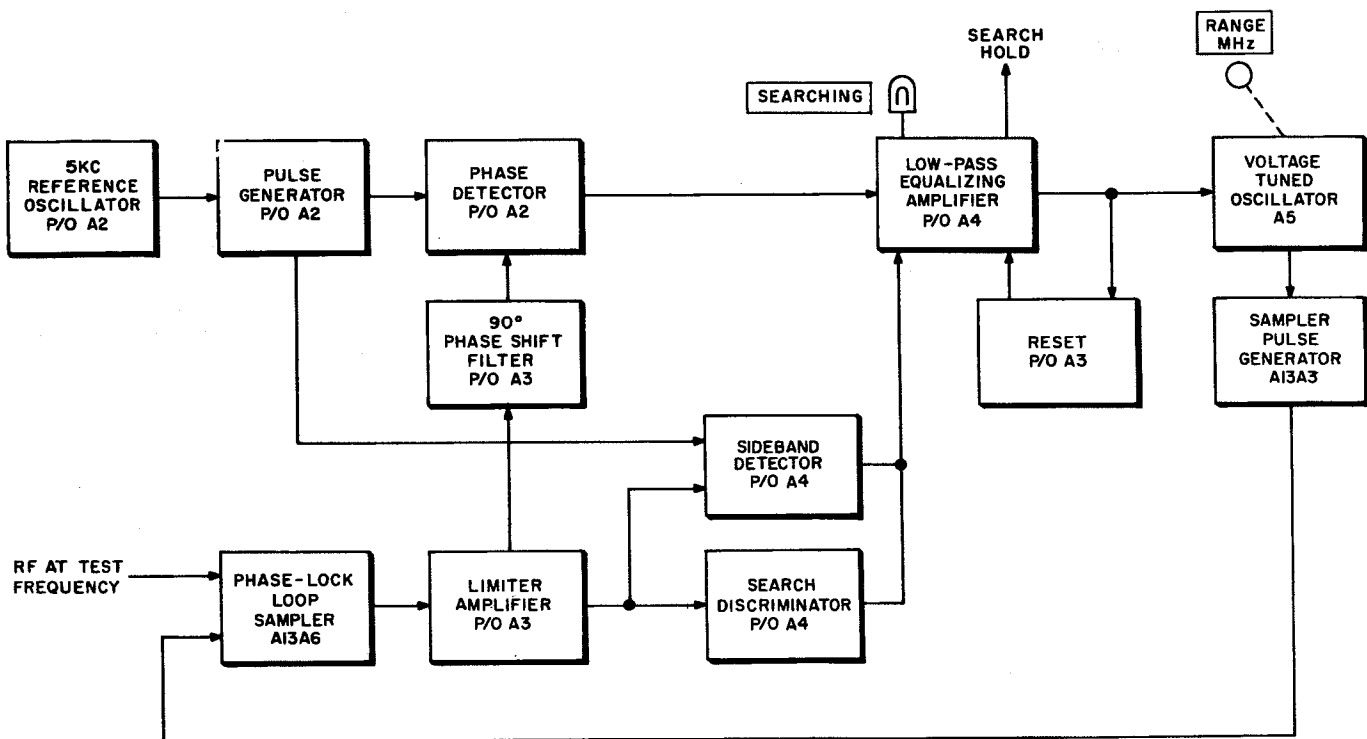 RANGE
MHz
SEARCH
HOLD
SEARCHING
5KC
REFERENCE
OSCILLATOR
P/O A2
PULSE
GENERATOR
P/O A2
PHASE
DETECTOR
P/O A2
LOW-PASS
EQUALIZING
AMPLIFIER
P/O A4
VOLTAGE
TUNED
OSCILLATOR
A5
90°
PHASE SHIFT
FILTER
P/O A3
RESET
P/O A3
SAMPLER
PULSE
GENERATOR
A13A3
SIDEBAND
DETECTOR
P/O A4
RF AT TEST
FREQUENCY
PHASE-LOCK
LOOP
SAMPLER
A13A6
LIMITER
AMPLIFIER
P/O A3
SEARCH
DISCRIMINATOR
P/O A4